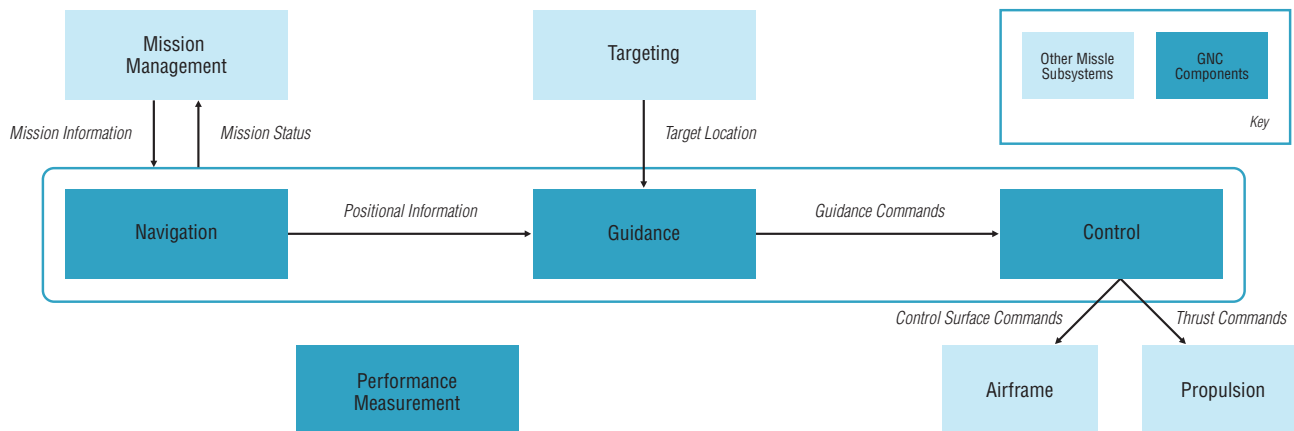 Mission
Management
Targeting
Other Missle
Subsystems
GNC
Components
Key
Mission Information
Mission Status
Target Location
Navigation
Positional Information
Guidance
Guidance Commands
Control
Control Surface Commands
Thrust Commands
Performance
Measurement
Airframe
Propulsion